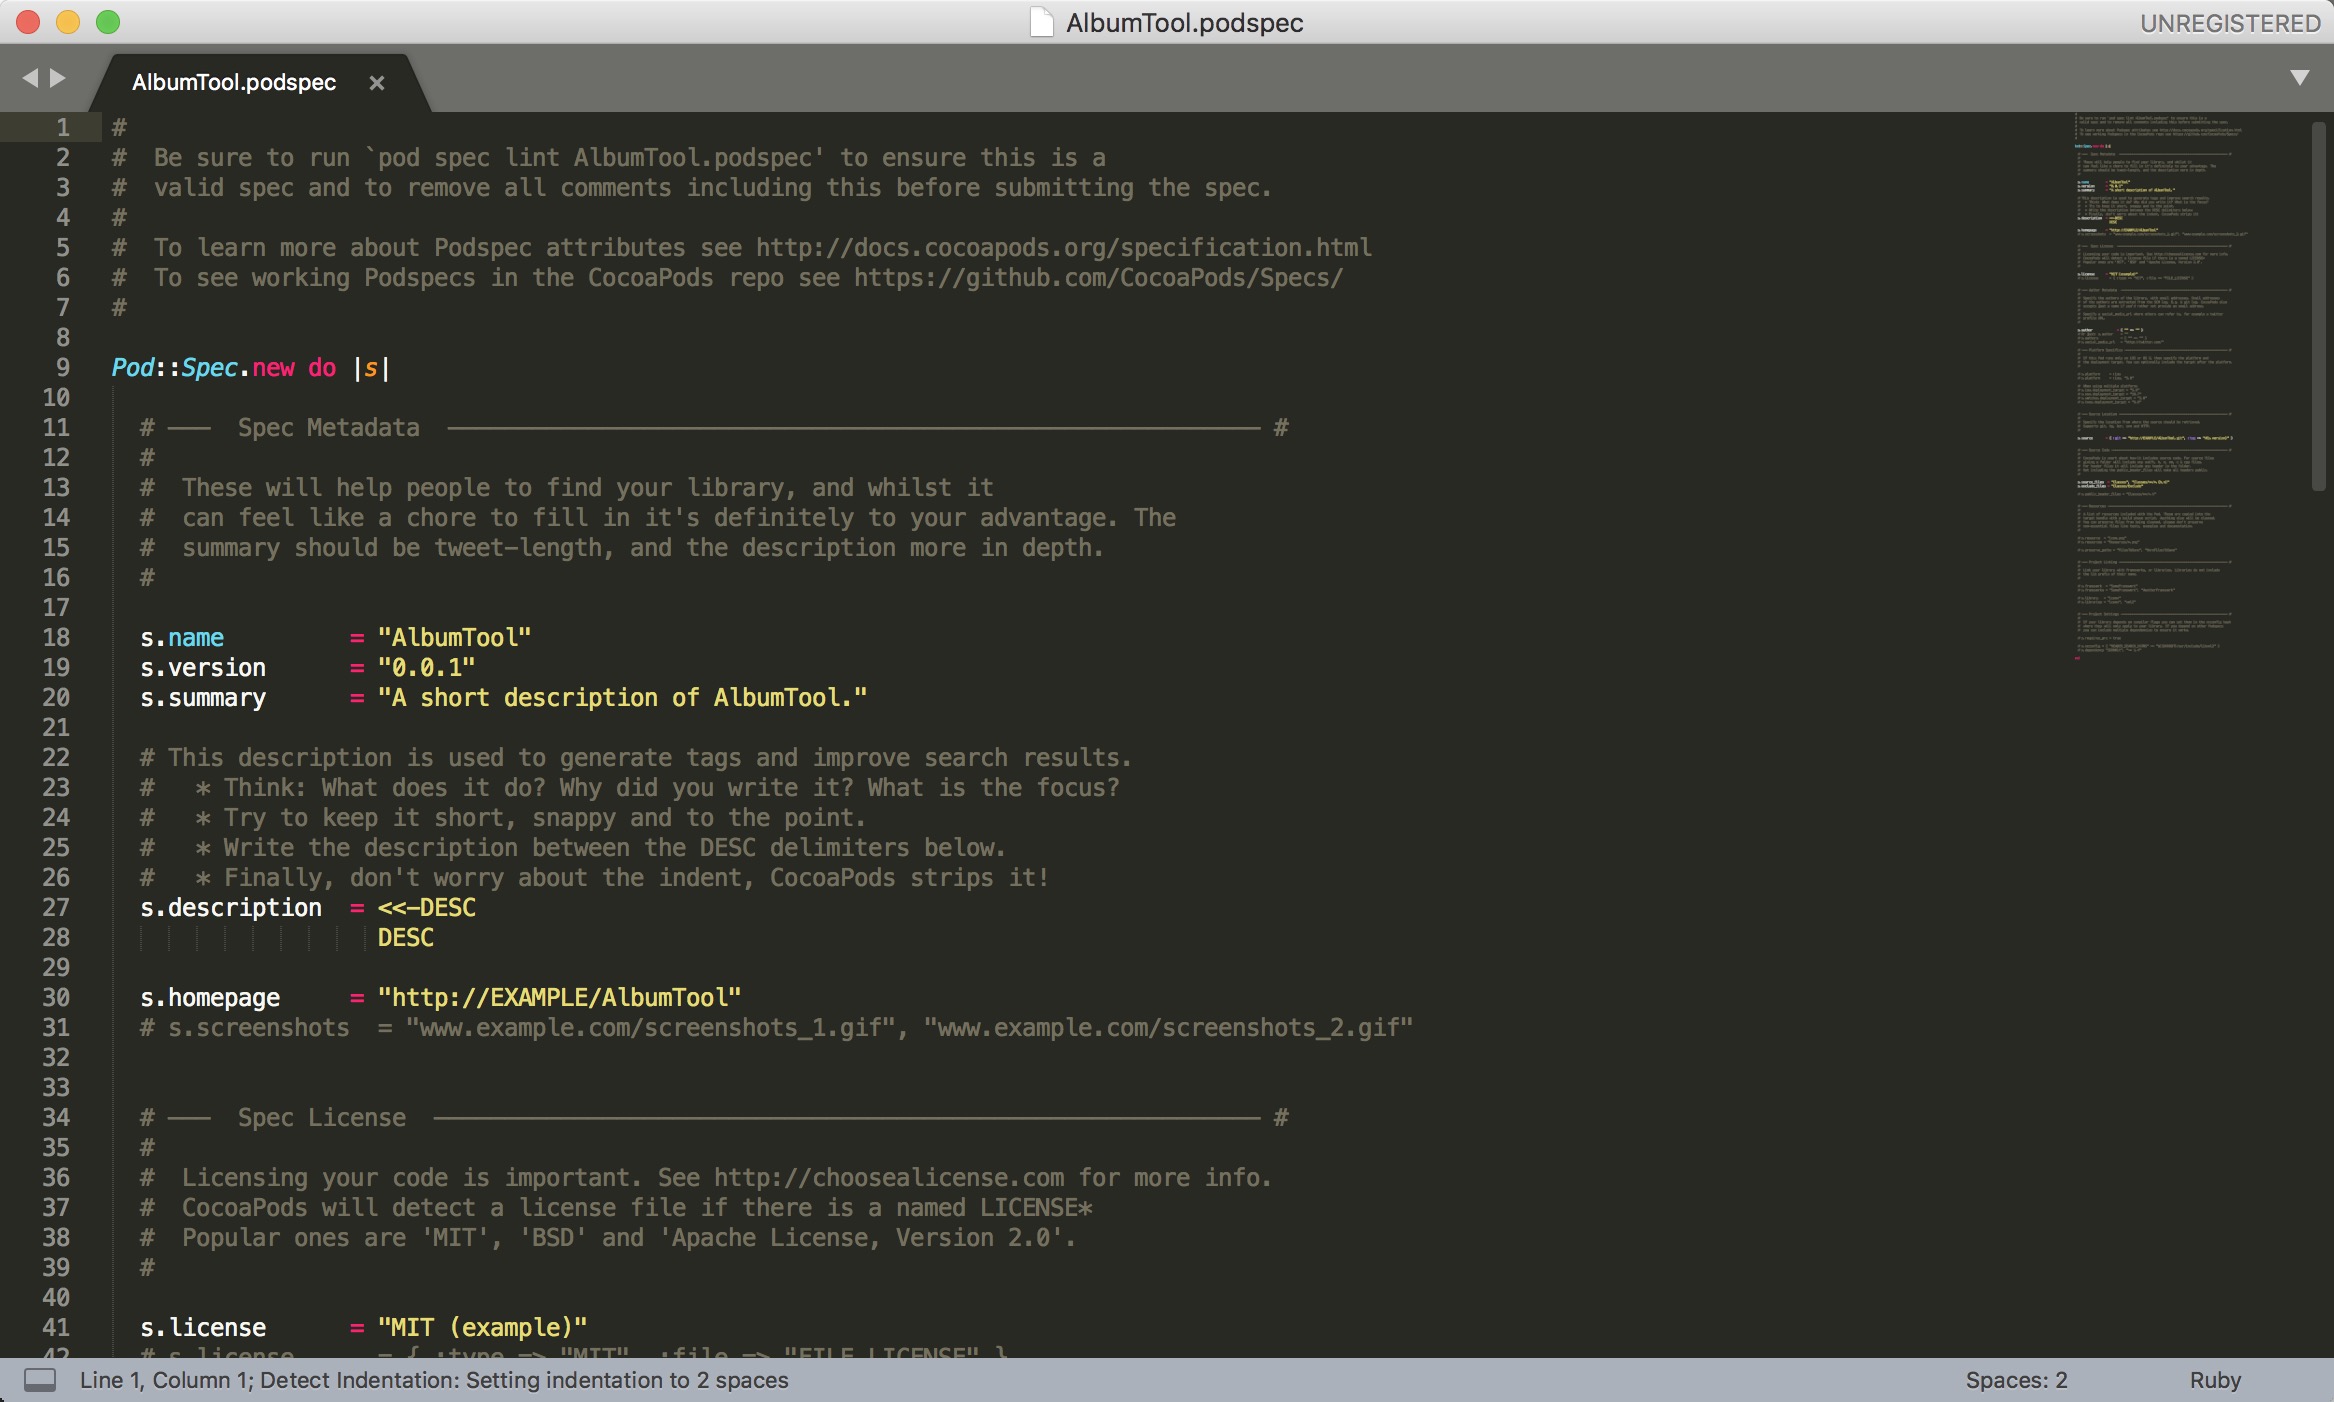 AlbumTool.podspec
UNREGISTERED
AlbumTool.podspec ×
1 #
2 #  Be sure to run `pod spec lint AlbumTool.podspec' to ensure this is a
3 #  valid spec and to remove all comments including this before submitting the spec.
4 #
5 #  To learn more about Podspec attributes see http://docs.cocoapods.org/specification.html
6 #  To see working Podspecs in the CocoaPods repo see https://github.com/CocoaPods/Specs/
7 #
8
9 Pod::Spec.new do |s|
10
11   # ―――  Spec Metadata  ―――――――――――――――――――――――――――――――――――――――――――――――――――――――――― #
12   #
13   #  These will help people to find your library, and whilst it
14   #  can feel like a chore to fill in it's definitely to your advantage. The
15   #  summary should be tweet-length, and the description more in depth.
16   #
17
18   s.name         = "AlbumTool"
19   s.version      = "0.0.1"
20   s.summary      = "A short description of AlbumTool."
21
22   # This description is used to generate tags and improve search results.
23   #   * Think: What does it do? Why did you write it? What is the focus?
24   #   * Try to keep it short, snappy and to the point.
25   #   * Write the description between the DESC delimiters below.
26   #   * Finally, don't worry about the indent, CocoaPods strips it!
27   s.description  = <<-DESC
28                    DESC
29
30   s.homepage     = "http://EXAMPLE/AlbumTool"
31   # s.screenshots  = "www.example.com/screenshots_1.gif", "www.example.com/screenshots_2.gif"
32
33
34   # ―――  Spec License  ――――――――――――――――――――――――――――――――――――――――――――――――――――――――――― #
35   #
36   #  Licensing your code is important. See http://choosealicense.com for more info.
37   #  CocoaPods will detect a license file if there is a named LICENSE*
38   #  Popular ones are 'MIT', 'BSD' and 'Apache License, Version 2.0'.
39   #
40
41   s.license      = "MIT (example)"
42   # s.license      = { :type => "MIT", :file => "FILE_LICENSE" }
Line 1, Column 1; Detect Indentation: Setting indentation to 2 spaces
Spaces: 2
Ruby